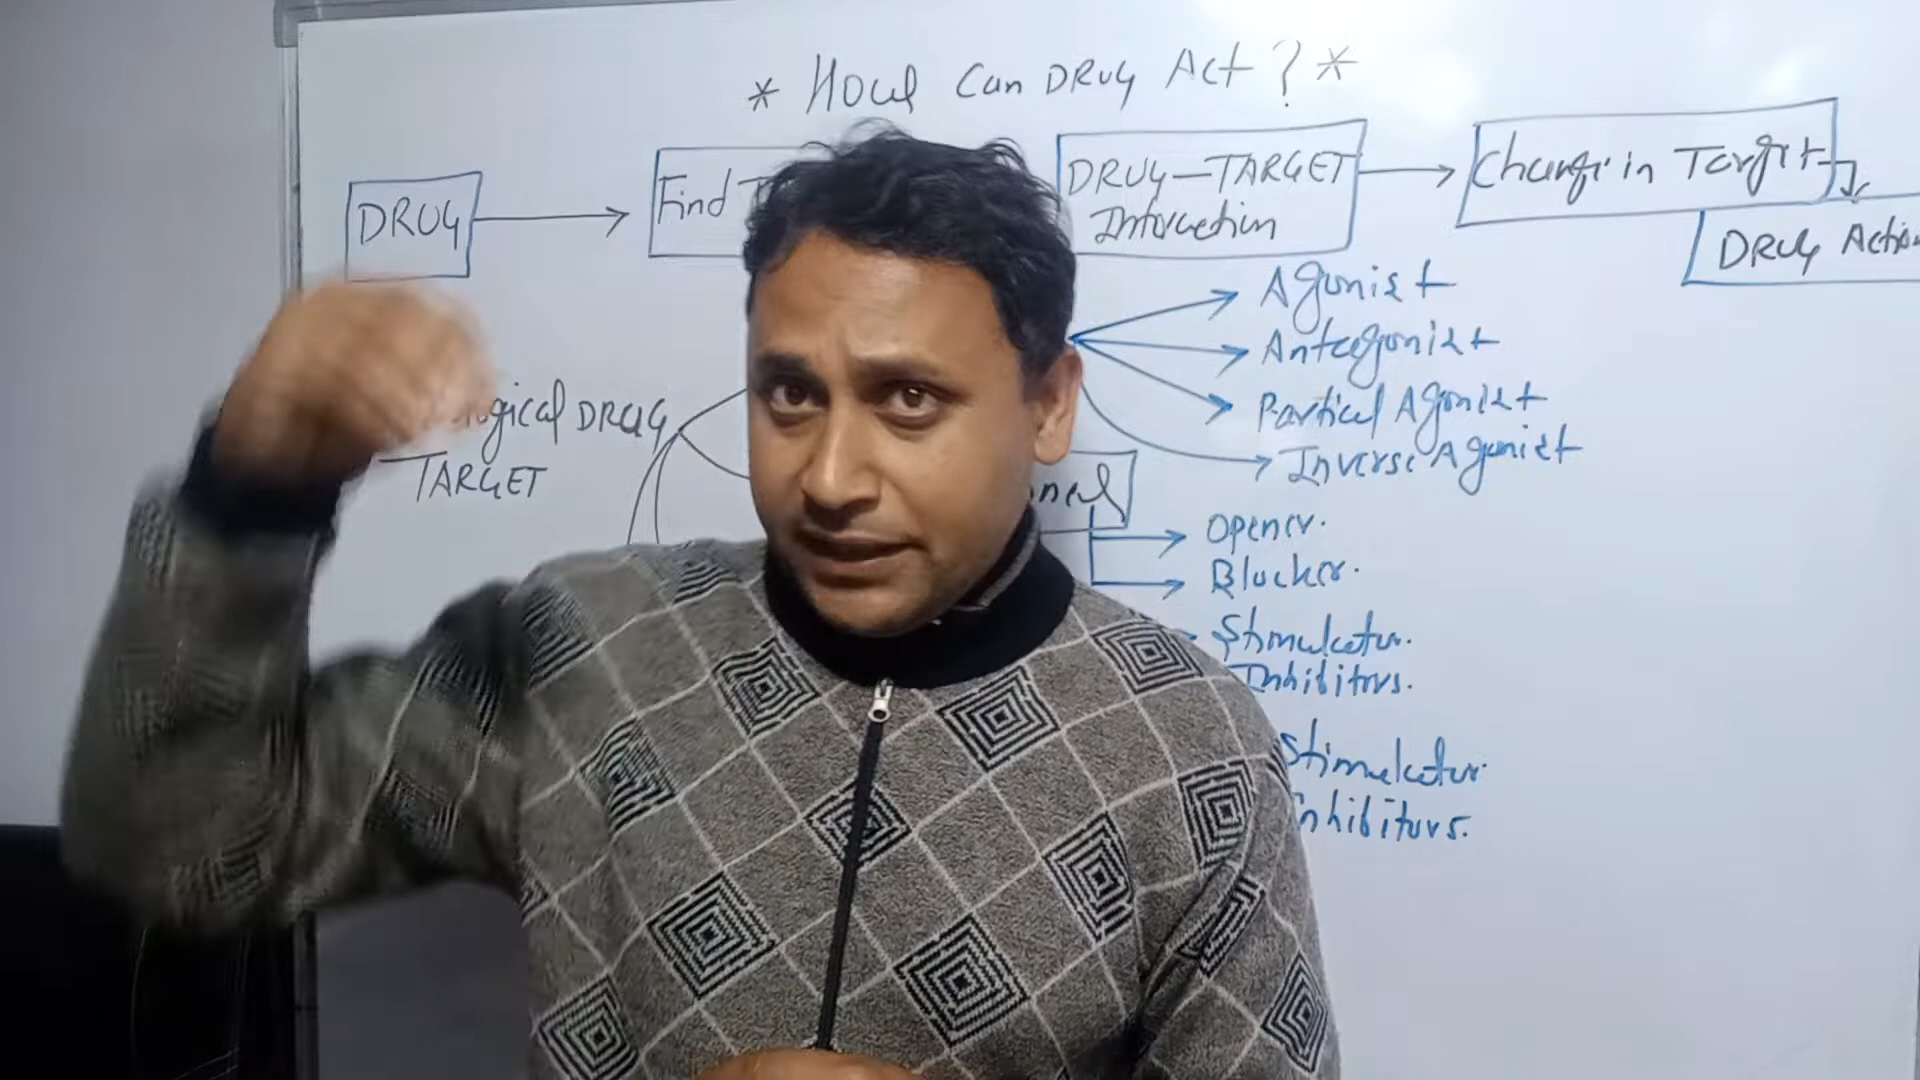 * How Can DRUG Act ? *
DRUG
Find
DRUG-TARGET
Interaction
Change in Target
DRUG Action
Agonist
Antagonist
Partical Agonist
Inverse Agonist
DRUG
TARGET
Opener.
Blocker.
Stimulator.
Inhibitors.
Stimulator.
Inhibitors.